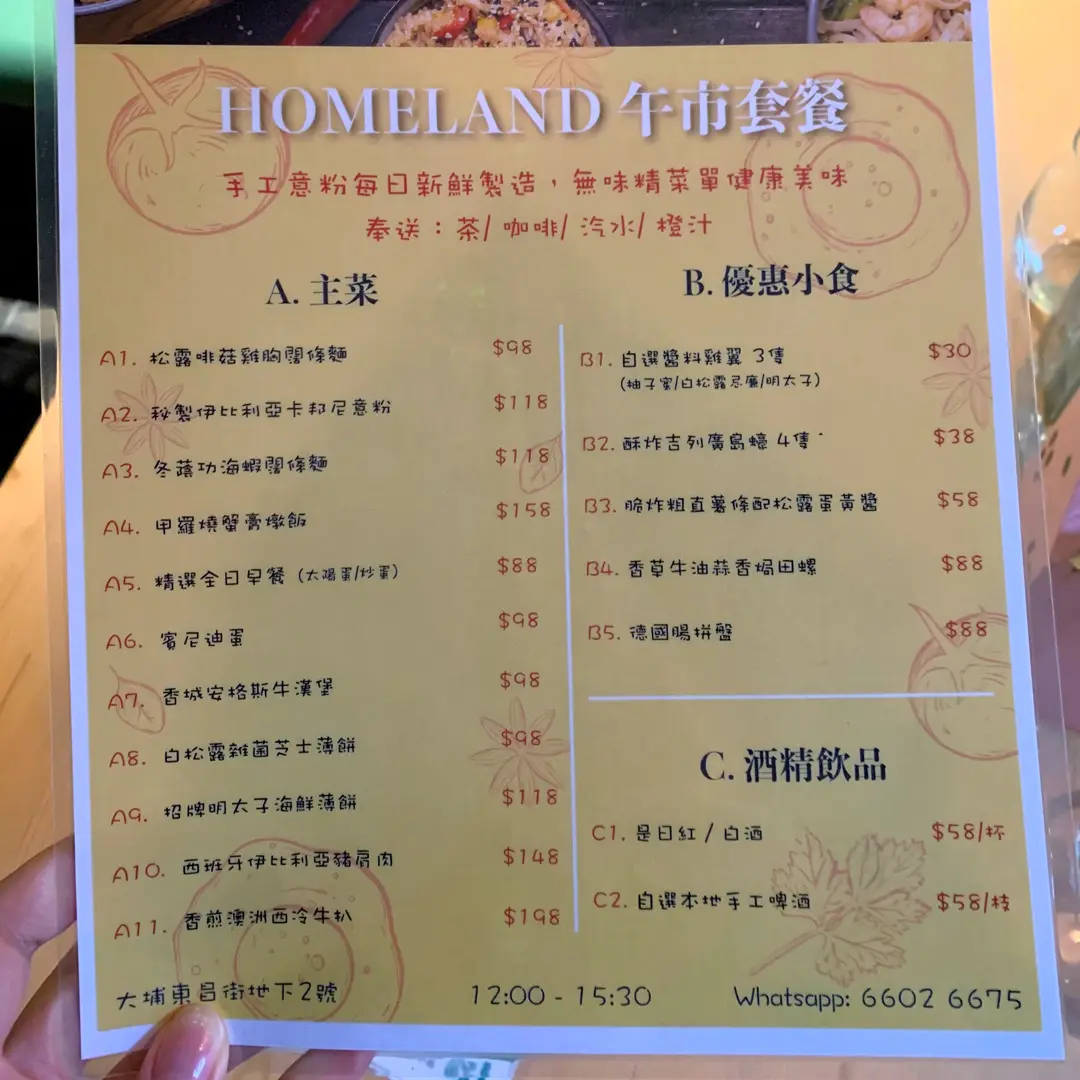 HOMELAND 午市套餐
手工意粉每日新鮮製造，無味精菜單健康美味
奉送：茶/ 咖啡/ 汽水/ 橙汁
A. 主菜
A1. 松露啡菇雞胸闊條麵 $98
A2. 秘製伊比利亞卡邦尼意粉 $118
A3. 冬蔭功海蝦闊條麵 $118
A4. 甲羅燒蟹膏燉飯 $158
A5. 精選全日早餐 (太陽蛋/炒蛋) $88
A6. 賓尼迪蛋 $98
A7. 香城安格斯牛漢堡 $98
A8. 白松露雜菌芝士薄餅 $98
A9. 招牌明太子海鮮薄餅 $118
A10. 西班牙伊比利亞豬肩肉 $148
A11. 香煎澳洲西冷牛扒 $198
B. 優惠小食
B1. 自選醬料雞翼 3隻 $30
(柚子蜜/白松露忌廉/明太子)
B2. 酥炸吉列廣島蠔 4隻 $38
B3. 脆炸粗直薯條配松露蛋黃醬 $58
B4. 香草牛油蒜香焗田螺 $88
B5. 德國腸拼盤 $88
C. 酒精飲品
C1. 是日紅 / 白酒 $58/杯
C2. 自選本地手工啤酒 $58/枝
大埔東昌街地下2號 12:00 - 15:30 Whatsapp: 6602 6675